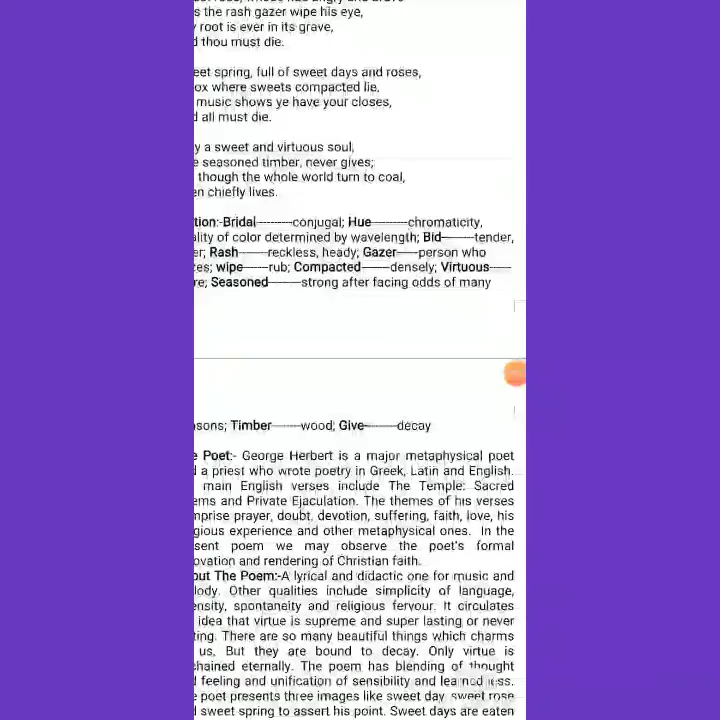 s the rash gazer wipe his eye,
root is ever in its grave,
thou must die.
eet spring, full of sweet days and roses,
ox where sweets compacted lie,
music shows ye have your closes,
all must die.
y a sweet and virtuous soul,
e seasoned timber, never gives;
though the whole world turn to coal,
en chiefly lives.
tion:-Bridal--------conjugal; Hue--------chromaticity,
lity of color determined by wavelength; Bid-------tender,
er; Rash------reckless, heady; Gazer-----person who
es; wipe-----rub; Compacted------densely; Virtuous-----
re; Seasoned-------strong after facing odds of many
sons; Timber-------wood; Give-------decay
e Poet:- George Herbert is a major metaphysical poet
d a priest who wrote poetry in Greek, Latin and English.
main English verses include The Temple: Sacred
ems and Private Ejaculation. The themes of his verses
mprise prayer, doubt, devotion, suffering, faith, love, his
gious experience and other metaphysical ones. In the
sent poem we may observe the poet's formal
ovation and rendering of Christian faith.
out The Poem:-A lyrical and didactic one for music and
lody. Other qualities include simplicity of language,
ensity, spontaneity and religious fervour. It circulates
idea that virtue is supreme and super lasting or never
ting. There are so many beautiful things which charms
us. But they are bound to decay. Only virtue is
chained eternally. The poem has blending of thought
d feeling and unification of sensibility and learnedness.
e poet presents three images like sweet day, sweet rose
d sweet spring to assert his point. Sweet days are eaten